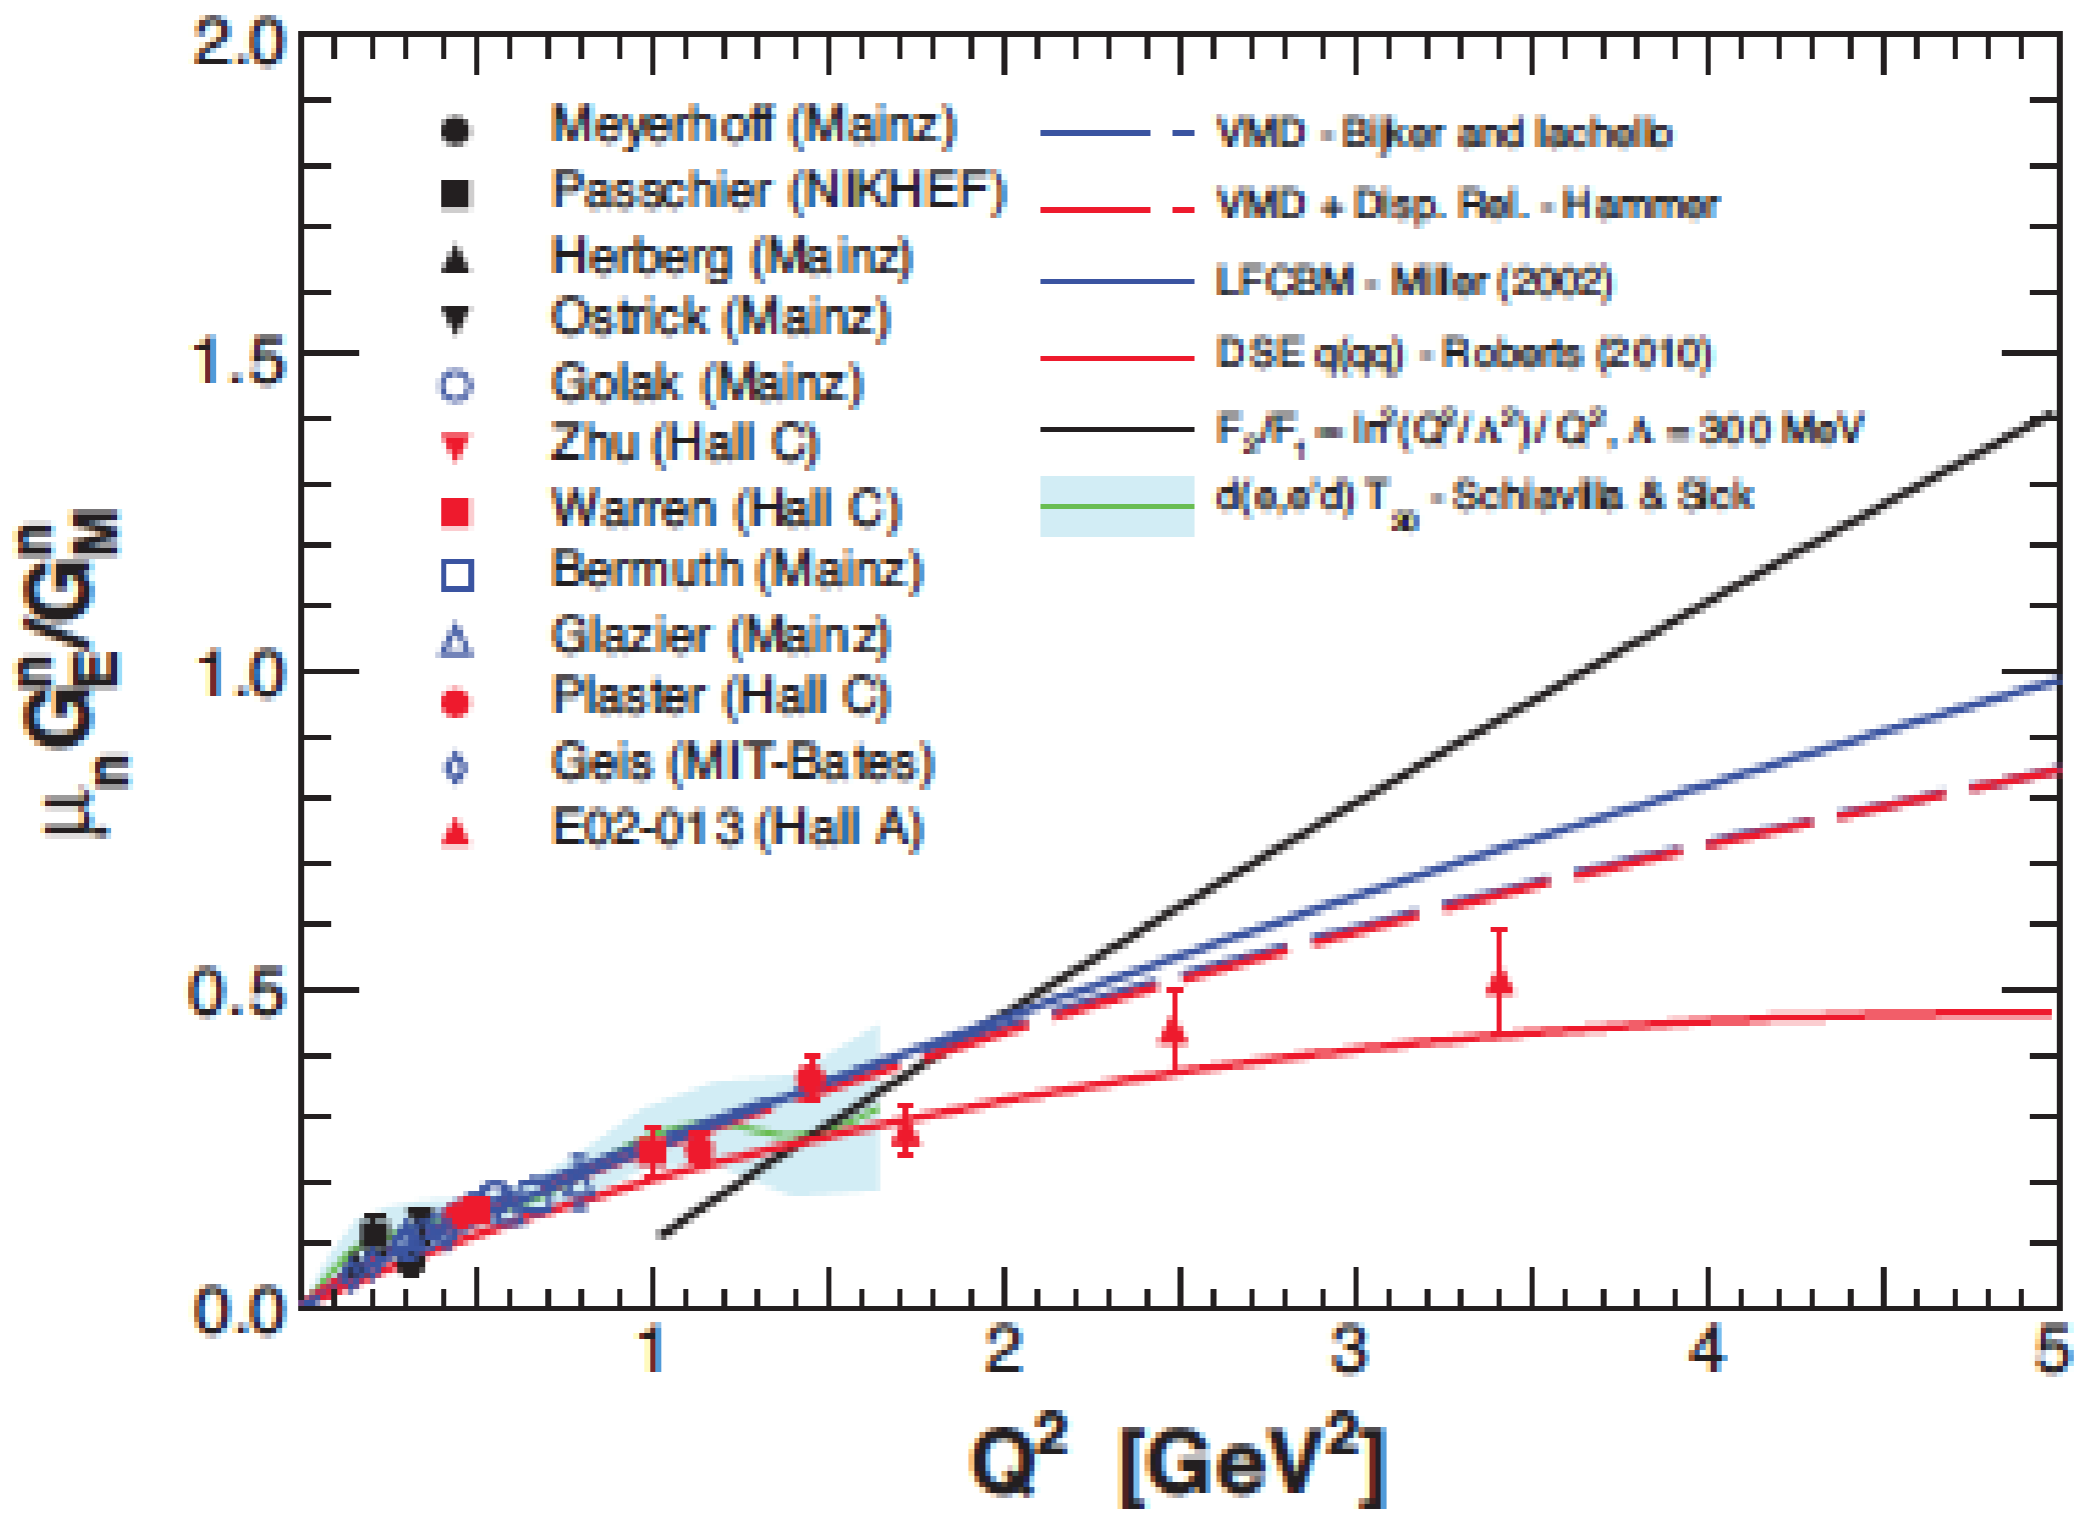 2.0
1.5
1.0
0.5
0.0
μn GnE/GnM
Meyerhoff (Mainz)
Passchier (NIKHEF)
Herberg (Mainz)
Ostrick (Mainz)
Golak (Mainz)
Zhu (Hall C)
Warren (Hall C)
Bermuth (Mainz)
Glazier (Mainz)
Plaster (Hall C)
Geis (MIT-Bates)
E02-013 (Hall A)
VMD - Bijker and Iachello
VMD + Disp. Rel. - Hammer
LFCBM - Miller (2002)
DSE q(qq) - Roberts (2010)
F2/F1 = ln2(Q2/Λ2)/Q2, Λ = 300 MeV
d(e,e'd) T20 - Schiavilla & Sick
1 2 3 4 5
Q2 [GeV2]